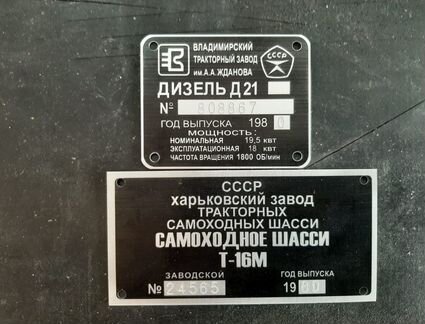 ВЛАДИМИРСКИЙ
ТРАКТОРНЫЙ ЗАВОД
ИМ.А.А.ЖДАНОВА
СССР
ДИЗЕЛЬ Д21
№ 808867
ГОД ВЫПУСКА 1980
МОЩНОСТЬ:
НОМИНАЛЬНАЯ 19,5 КВТ
ЭКСПЛУАТАЦИОННАЯ 18 КВТ
ЧАСТОТА ВРАЩЕНИЯ 1800 ОБ/МИН
СССР
ХАРЬКОВСКИЙ ЗАВОД
ТРАКТОРНЫХ
САМОХОДНЫХ ШАССИ
САМОХОДНОЕ ШАССИ
Т-16М
ЗАВОДСКОЙ ГОД ВЫПУСКА
№ 24565 19